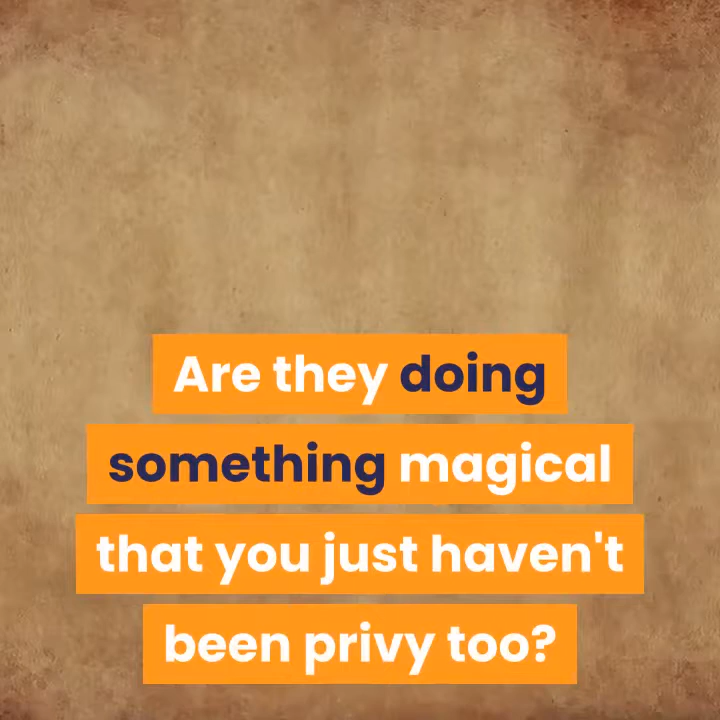 Are they doing
something magical
that you just haven't
been privy too?